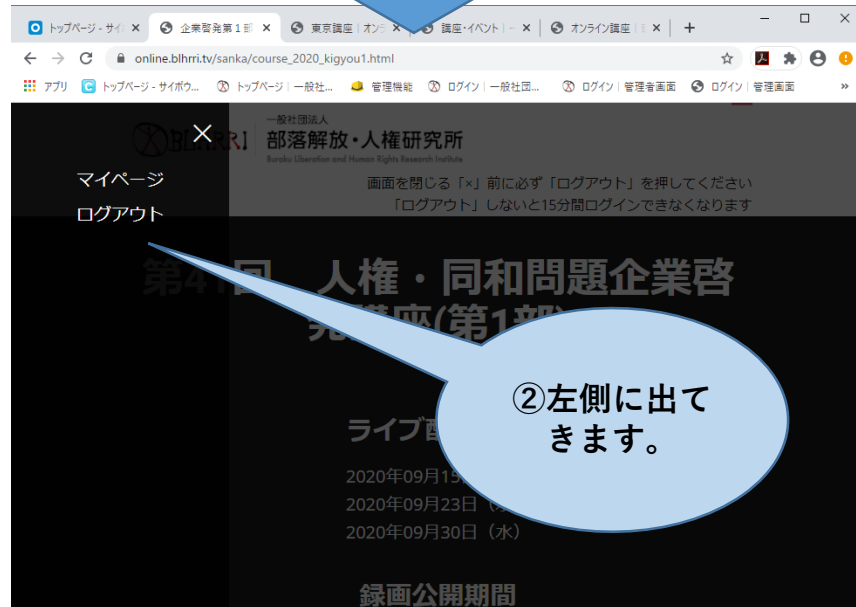 トップページ - サイ
企業啓発第１部
東京講座 | オンラ
講座・イベント | -
オンライン講座 |
online.blhrri.tv/sanka/course_2020_kigyou1.html
アプリ
トップページ - サイボウ...
トップページ | 一般社...
管理機能
ログイン | 一般社団...
ログイン | 管理者画面
ログイン | 管理画面
»
一般社団法人
BLHRRI 部落解放・人権研究所
Buraku Liberation and Human Rights Research Institute
マイページ
ログアウト
画面を閉じる「×」前に必ず「ログアウト」を押してください
「ログアウト」しないと15分間ログインできなくなります
第41回 人権・同和問題企業啓
発講座(第1部)
②左側に出て
きます。
ライブ配
2020年09月15
2020年09月23日（水
2020年09月30日（水）
録画公開期間